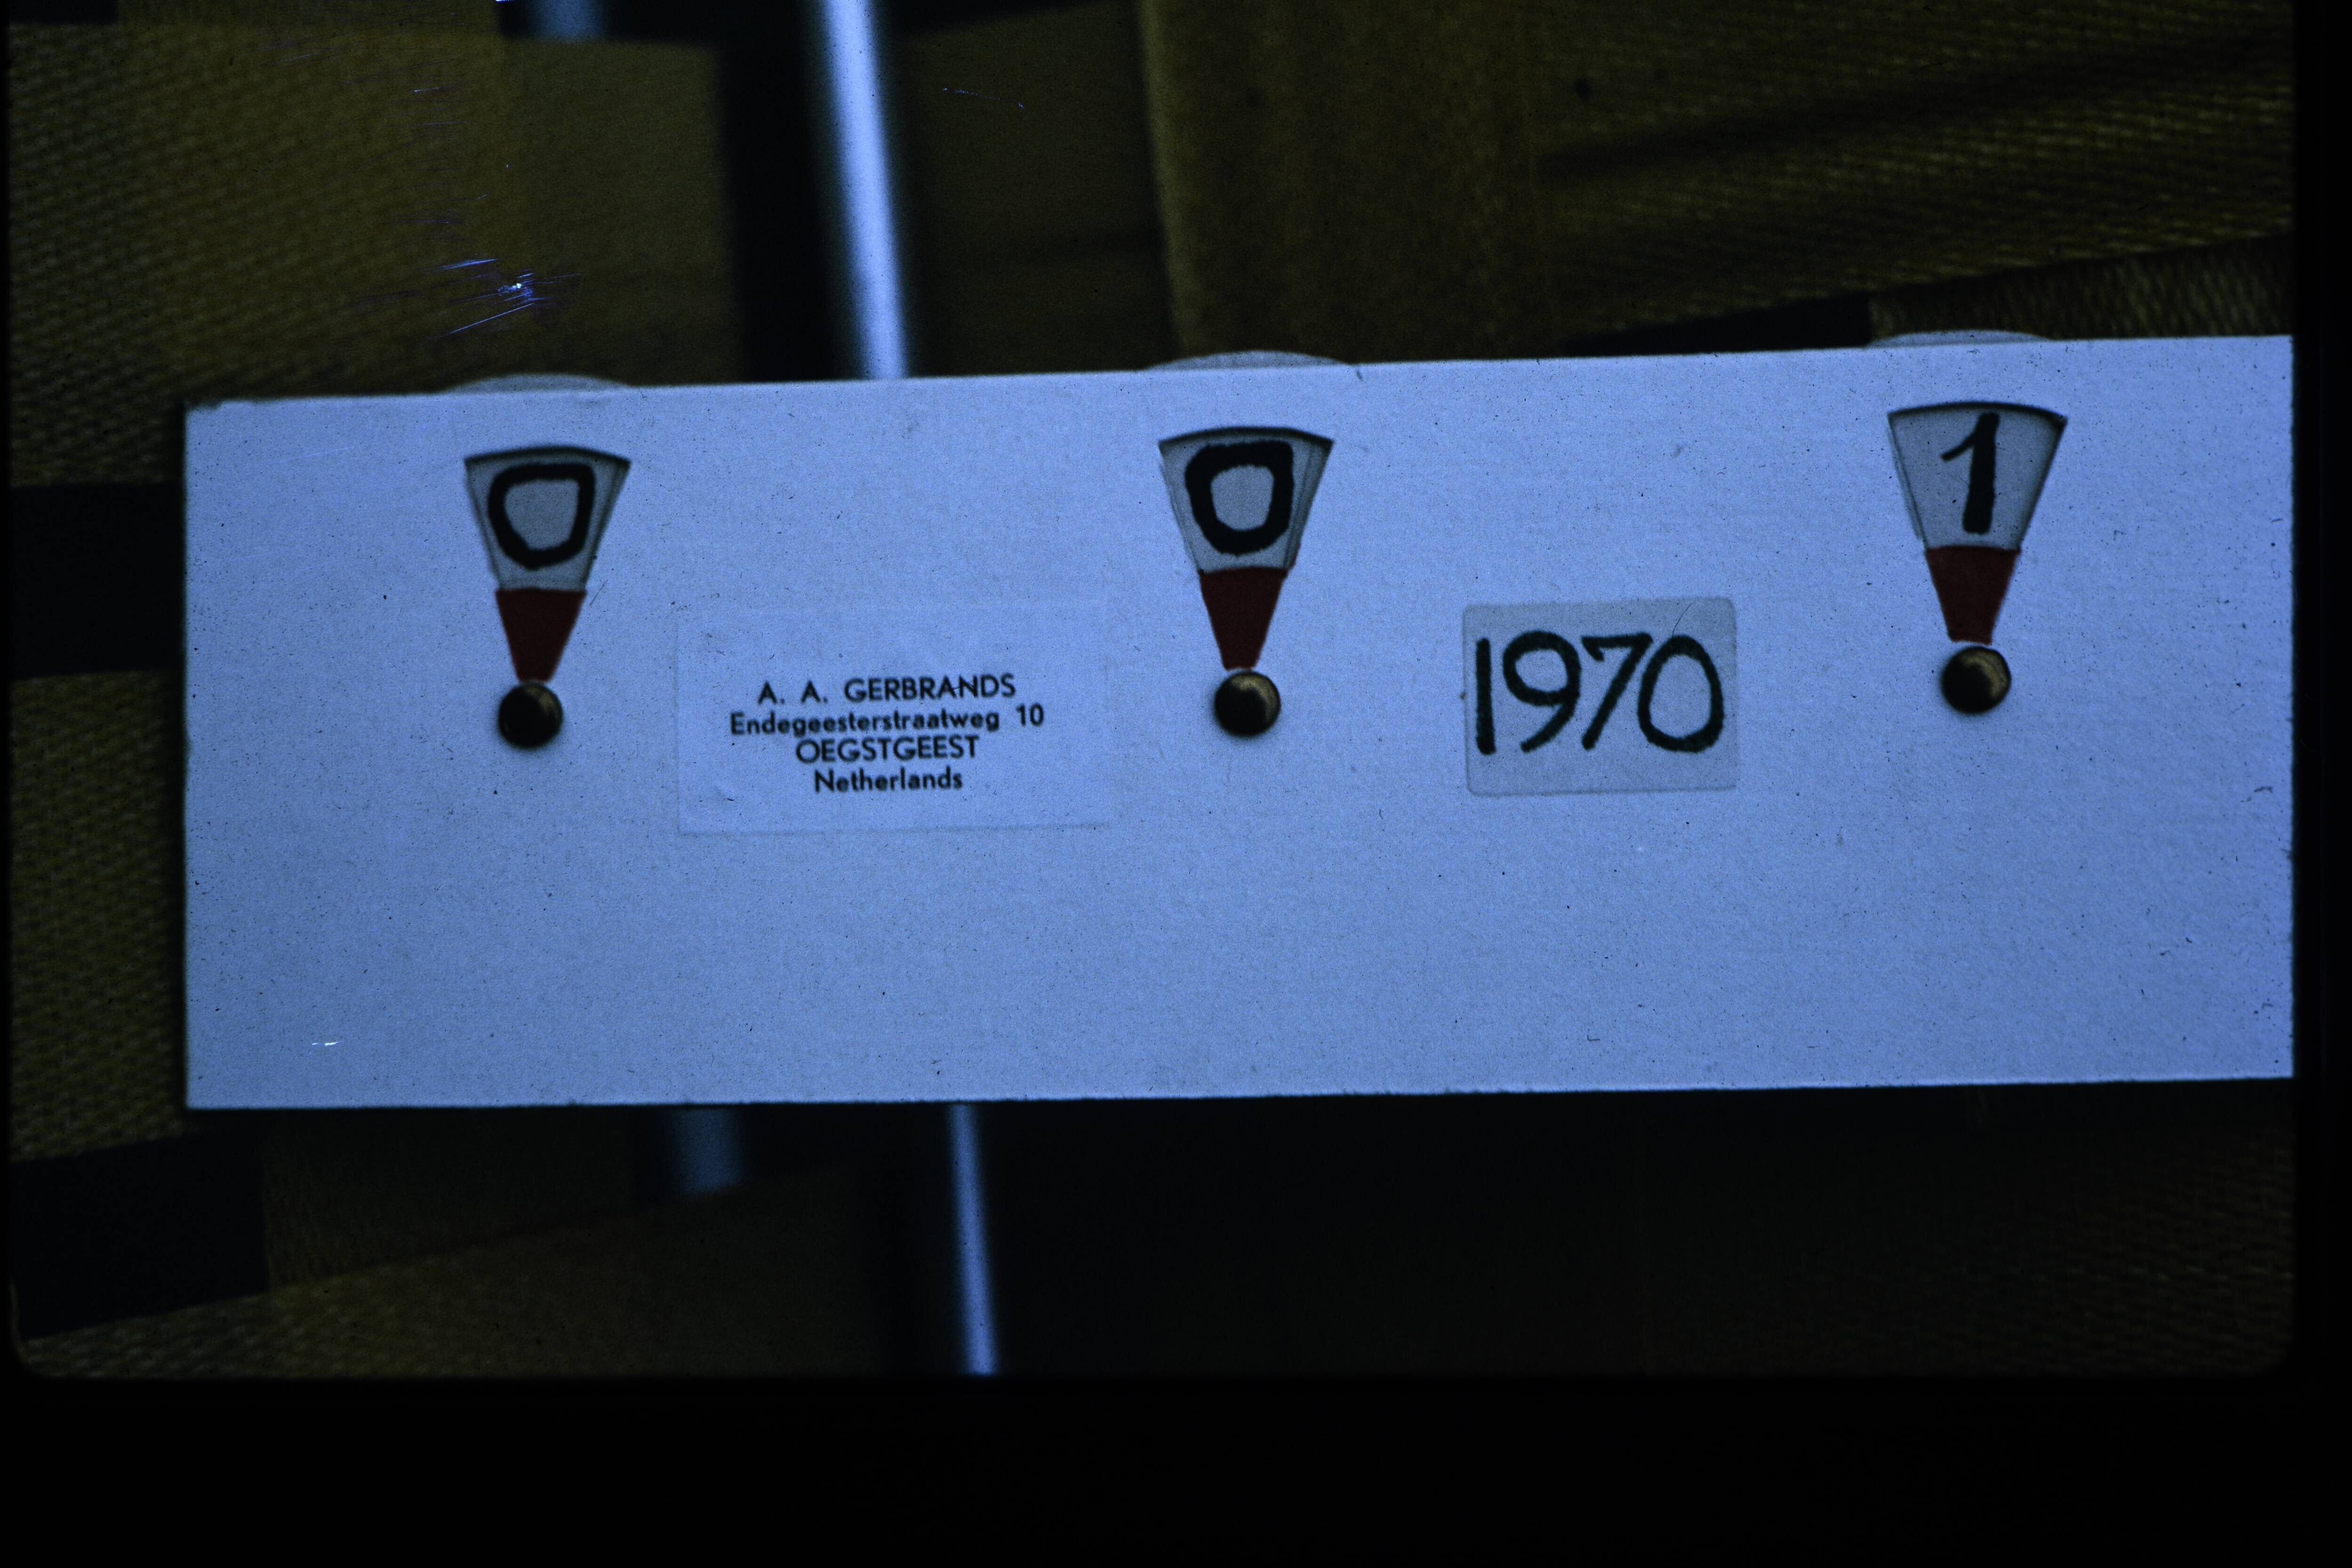 0 0 1
A. A. GERBRANDS
Endegeesterstraatweg 10
OEGSTGEEST
Netherlands
1970